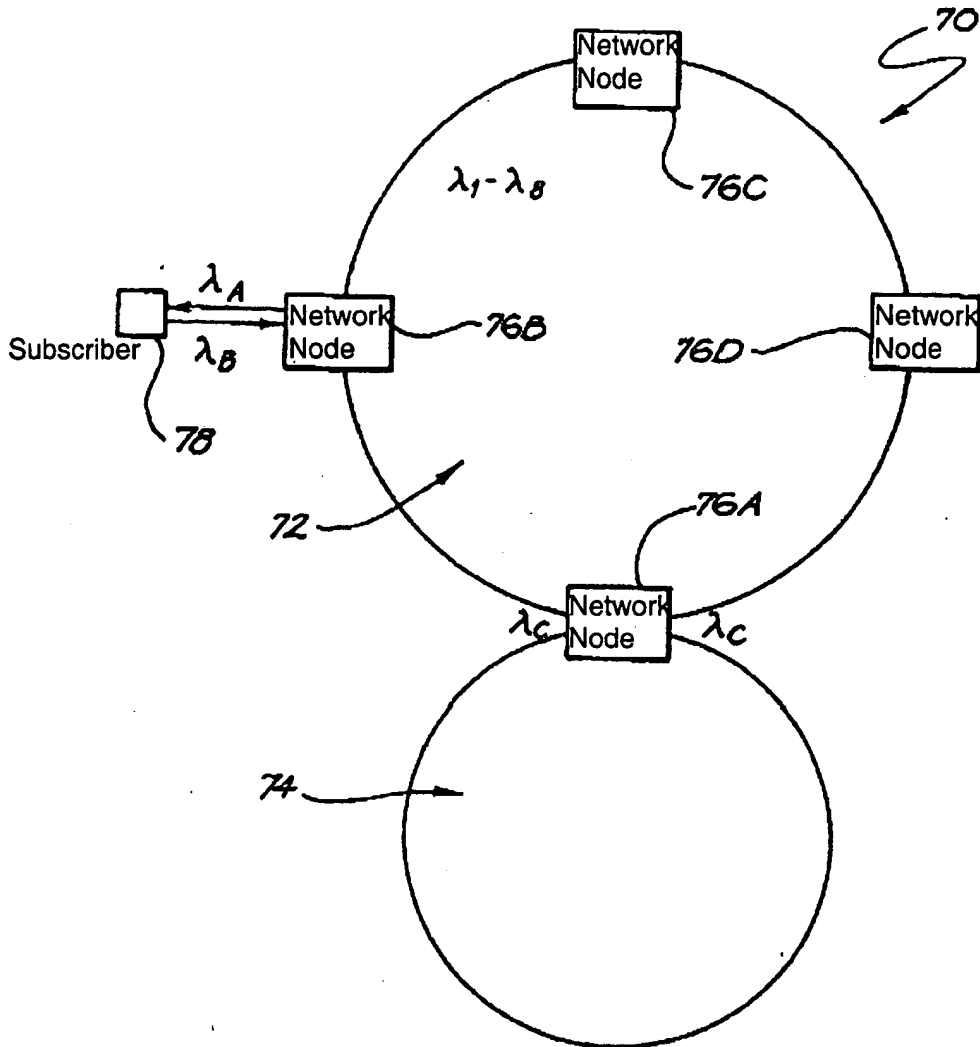 70
Network
Node
76C
λ₁-λ₈
λA
Network
Node
76B
Subscriber
λB
78
76D
Network
Node
72
76A
λC
Network
Node
λC
74